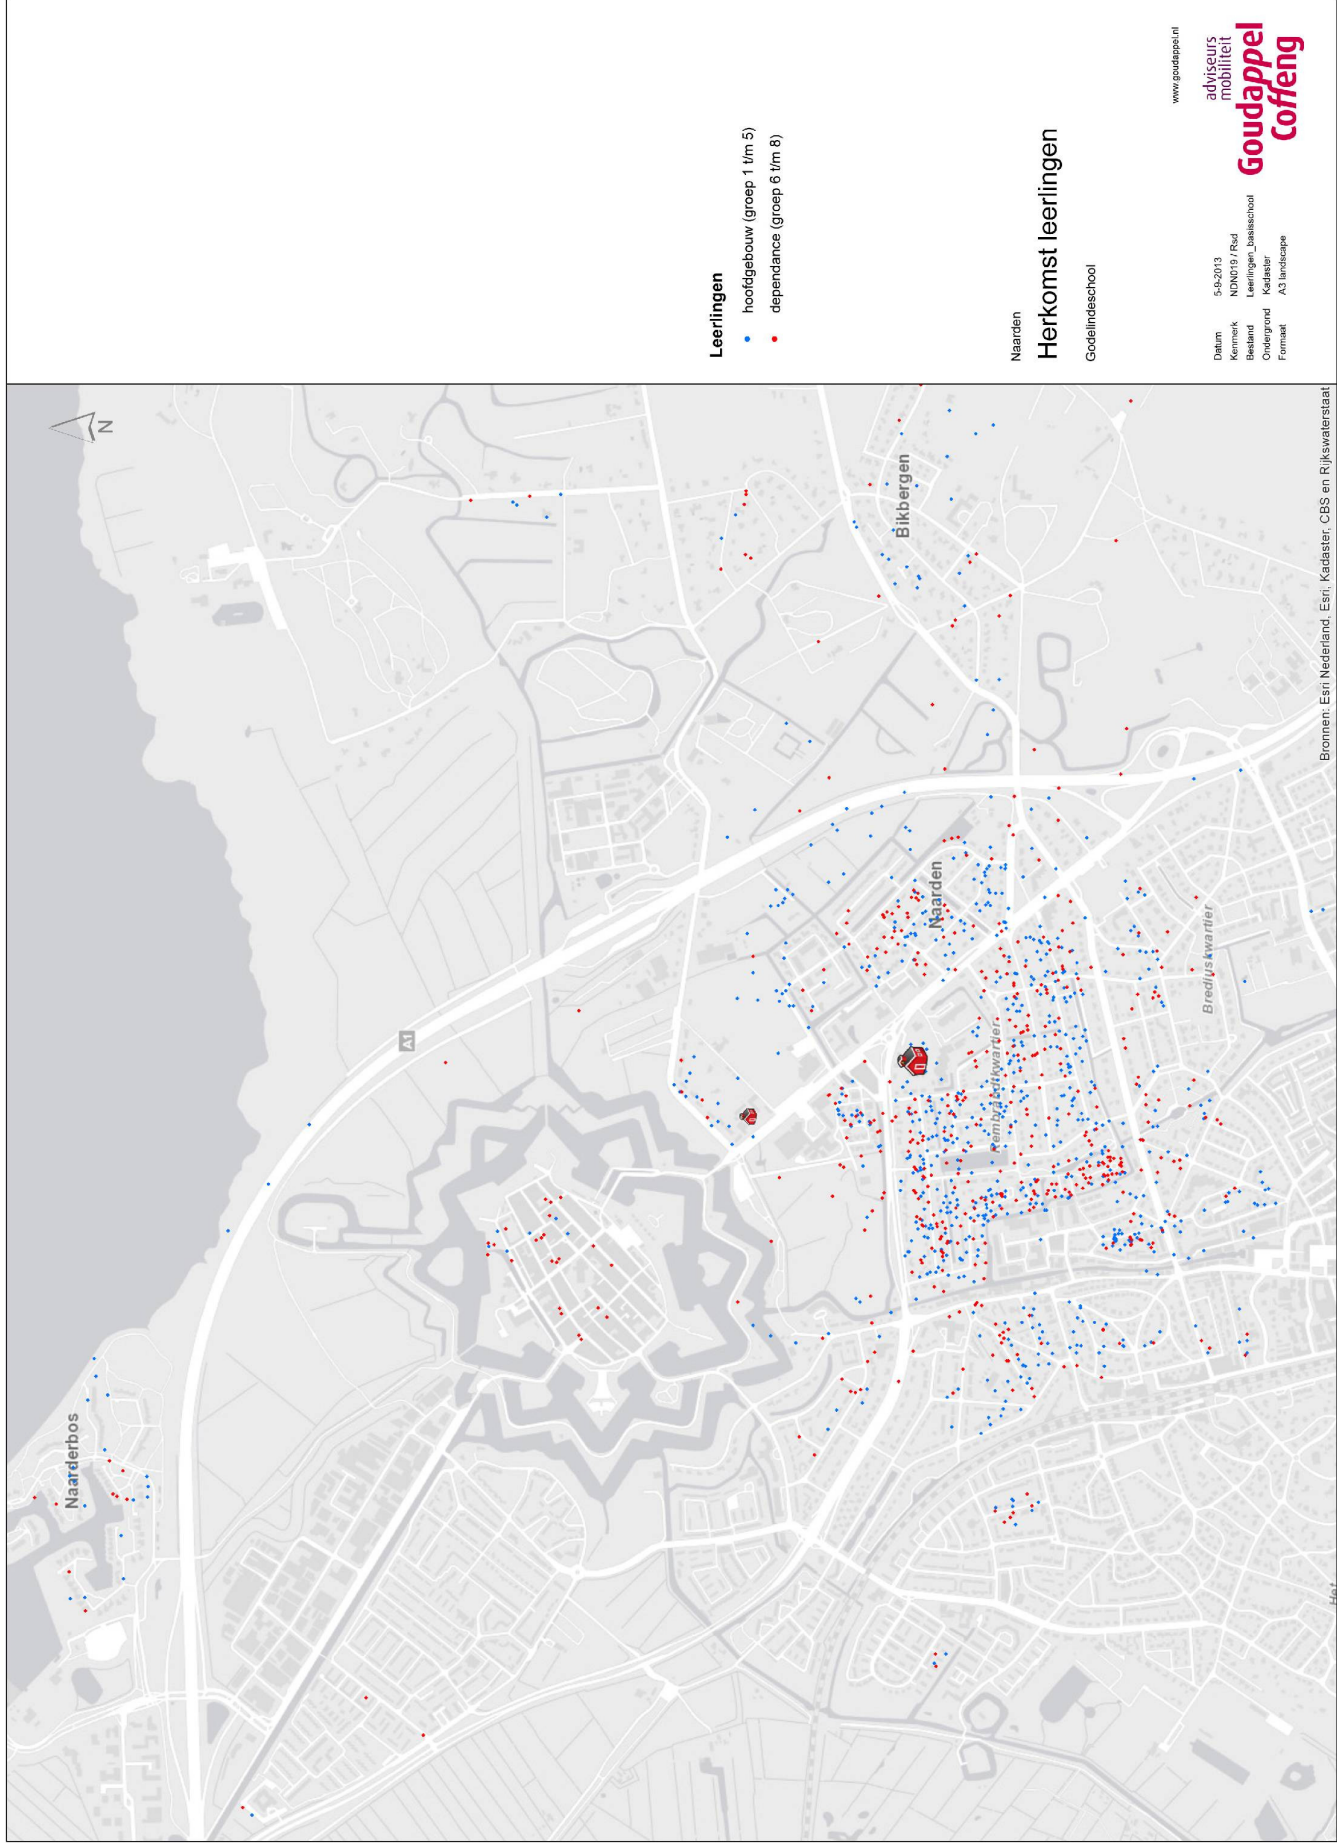 N
A1
Naarderbos
Bikbergen
Naarden
Rembrandtkwartier
Brediuskwartier
Het
Bronnen: Esri Nederland, Esri, Kadaster, CBS en Rijkswaterstaat
Leerlingen
hoofdgebouw (groep 1 t/m 5)
dependance (groep 6 t/m 8)
Naarden
Herkomst leerlingen
Godelindeschool
Datum 5-9-2013
Kenmerk NDN019 / Rsd
Bestand Leerlingen_basisschool
Ondergrond Kadaster
Formaat A3 landscape
www.goudappel.nl
adviseurs
mobiliteit
Goudappel
Coffeng